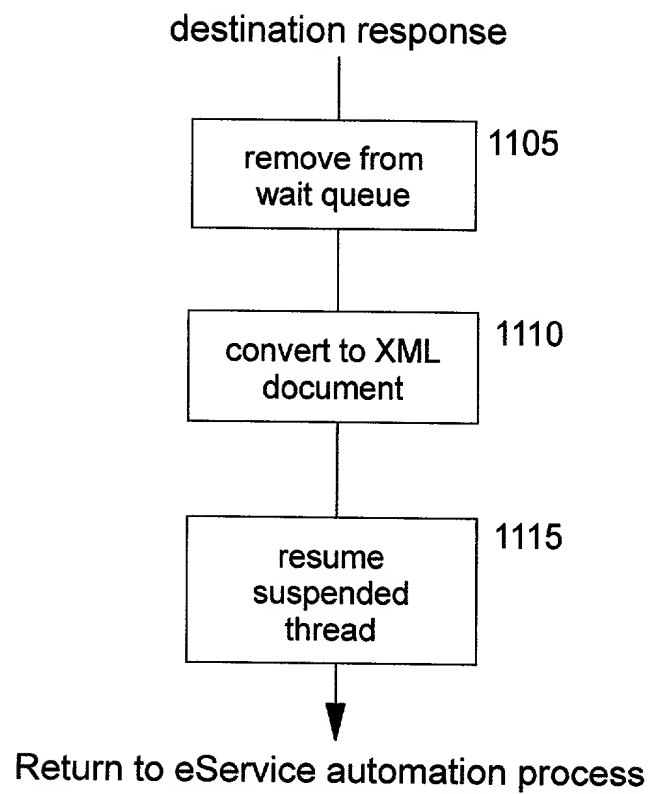 destination response
remove from
wait queue
1105
convert to XML
document
1110
resume
suspended
thread
1115
Return to eService automation process